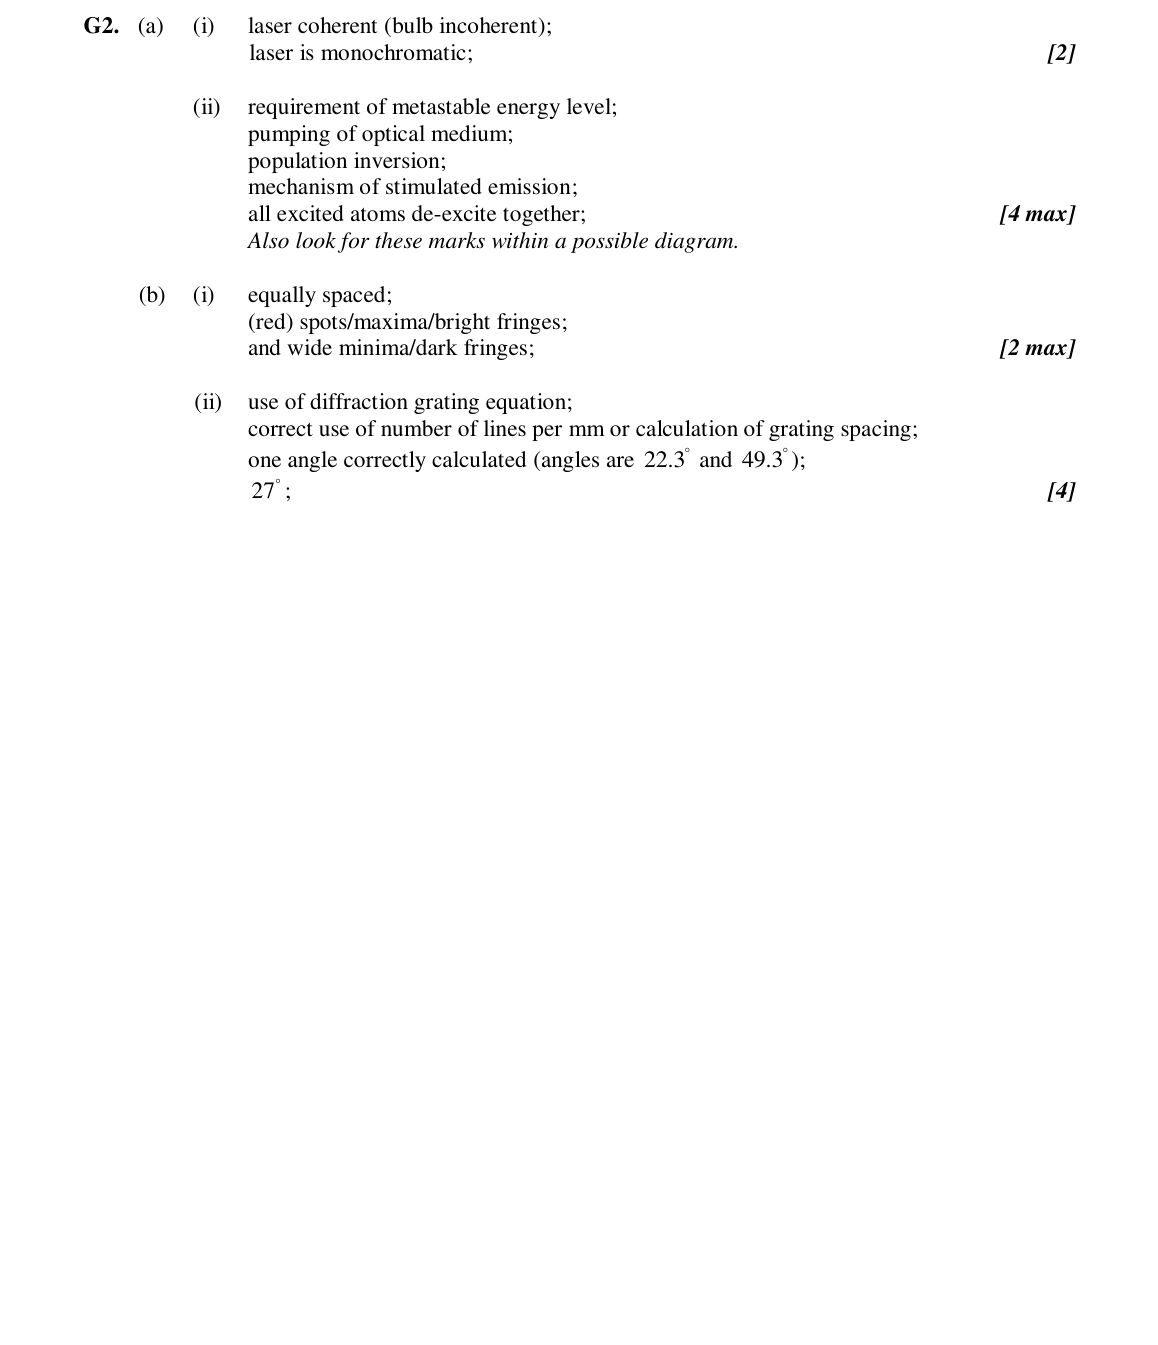 G2. (a) (i) laser coherent (bulb incoherent);
laser is monochromatic; [2]
(ii) requirement of metastable energy level;
pumping of optical medium;
population inversion;
mechanism of stimulated emission;
all excited atoms de-excite together; [4 max]
Also look for these marks within a possible diagram.
(b) (i) equally spaced;
(red) spots/maxima/bright fringes;
and wide minima/dark fringes; [2 max]
(ii) use of diffraction grating equation;
correct use of number of lines per mm or calculation of grating spacing;
one angle correctly calculated (angles are 22.3° and 49.3°);
27°; [4]